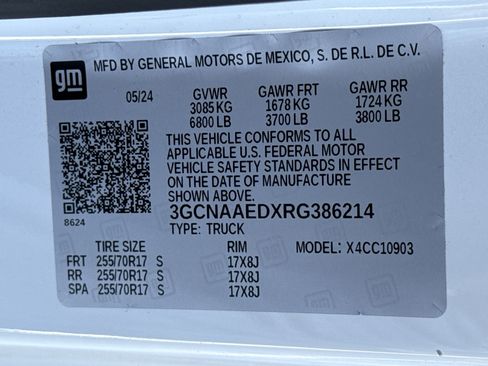 gm
MFD BY GENERAL MOTORS DE MEXICO, S. DE R.L. DE C.V.
05/24 GVWR GAWR FRT GAWR RR
3085 KG 1678 KG 1724 KG
6800 LB 3700 LB 3800 LB
THIS VEHICLE CONFORMS TO ALL
APPLICABLE U.S. FEDERAL MOTOR
VEHICLE SAFETY STANDARDS IN EFFECT
ON THE DATE OF MANUFACTURE
SHOWN ABOVE.
8624 3GCNAAEDXRG386214
TYPE: TRUCK
TIRE SIZE RIM MODEL: X4CC10903
FRT 255/70R17 S 17X8J
RR 255/70R17 S 17X8J
SPA 255/70R17 S 17X8J